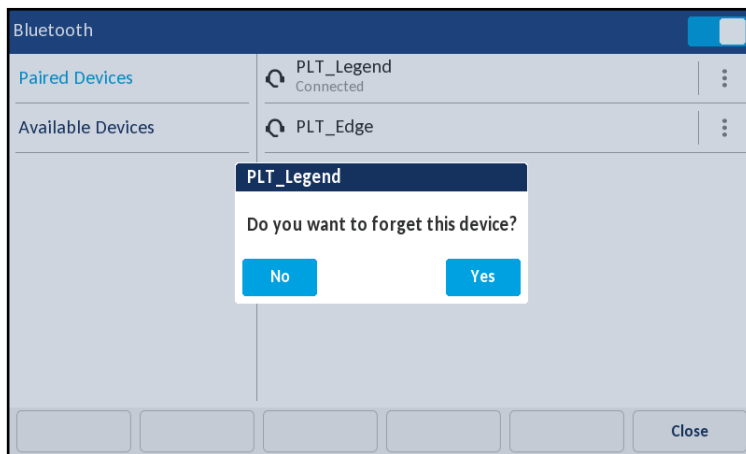 Bluetooth
Paired Devices
Available Devices
PLT_Legend
Connected
PLT_Edge
PLT_Legend
Do you want to forget this device?
No
Yes
Close